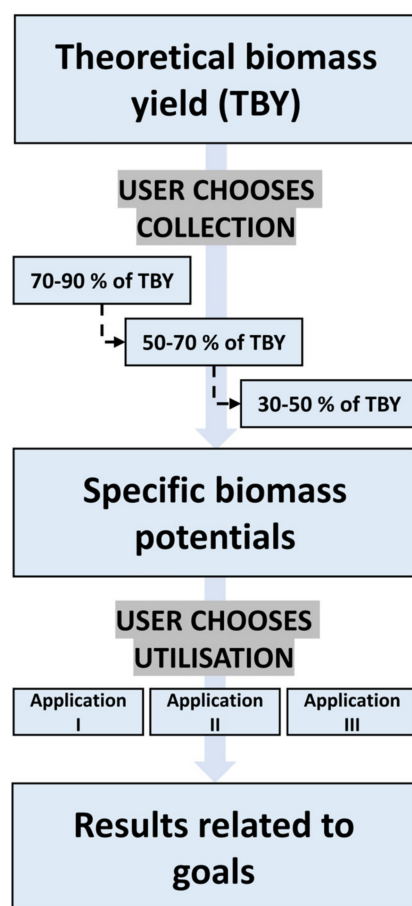 Theoretical biomass
yield (TBY)
USER CHOOSES
COLLECTION
70-90 % of TBY
50-70 % of TBY
30-50 % of TBY
Specific biomass
potentials
USER CHOOSES
UTILISATION
Application
I
Application
II
Application
III
Results related to
goals